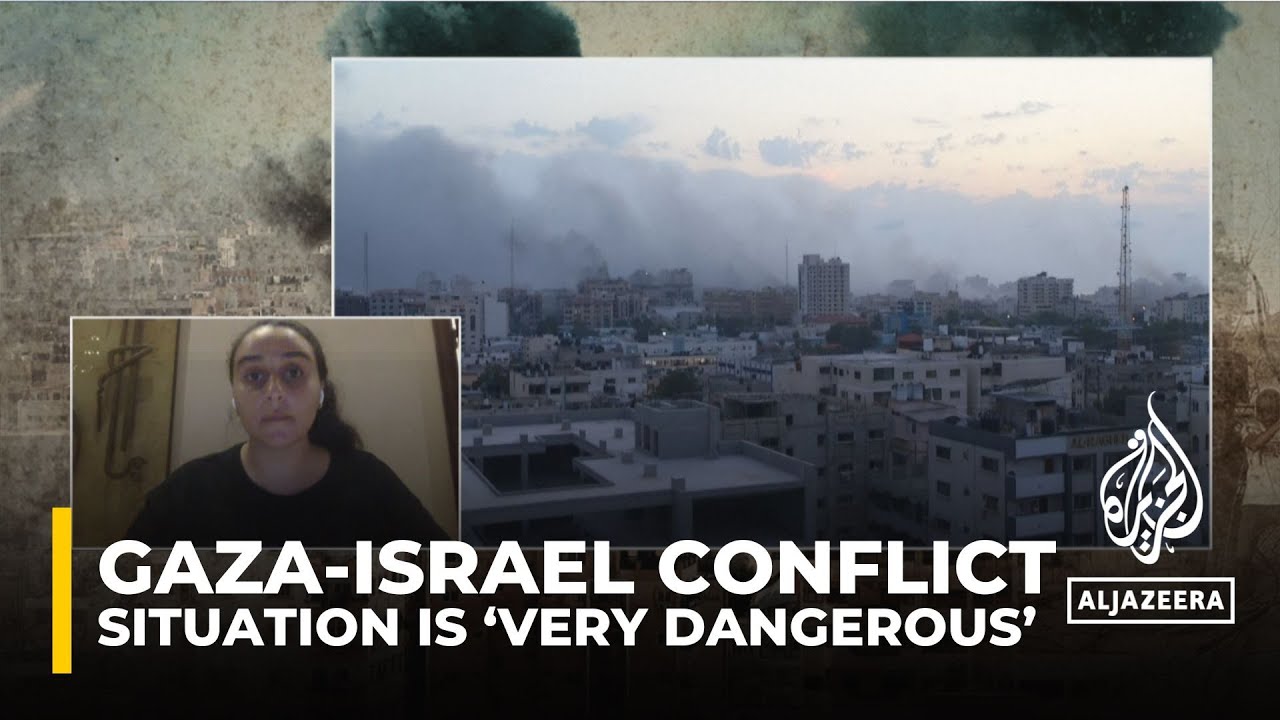 GAZA-ISRAEL CONFLICT
SITUATION IS ‘VERY DANGEROUS’
الجزيرة
ALJAZEERA